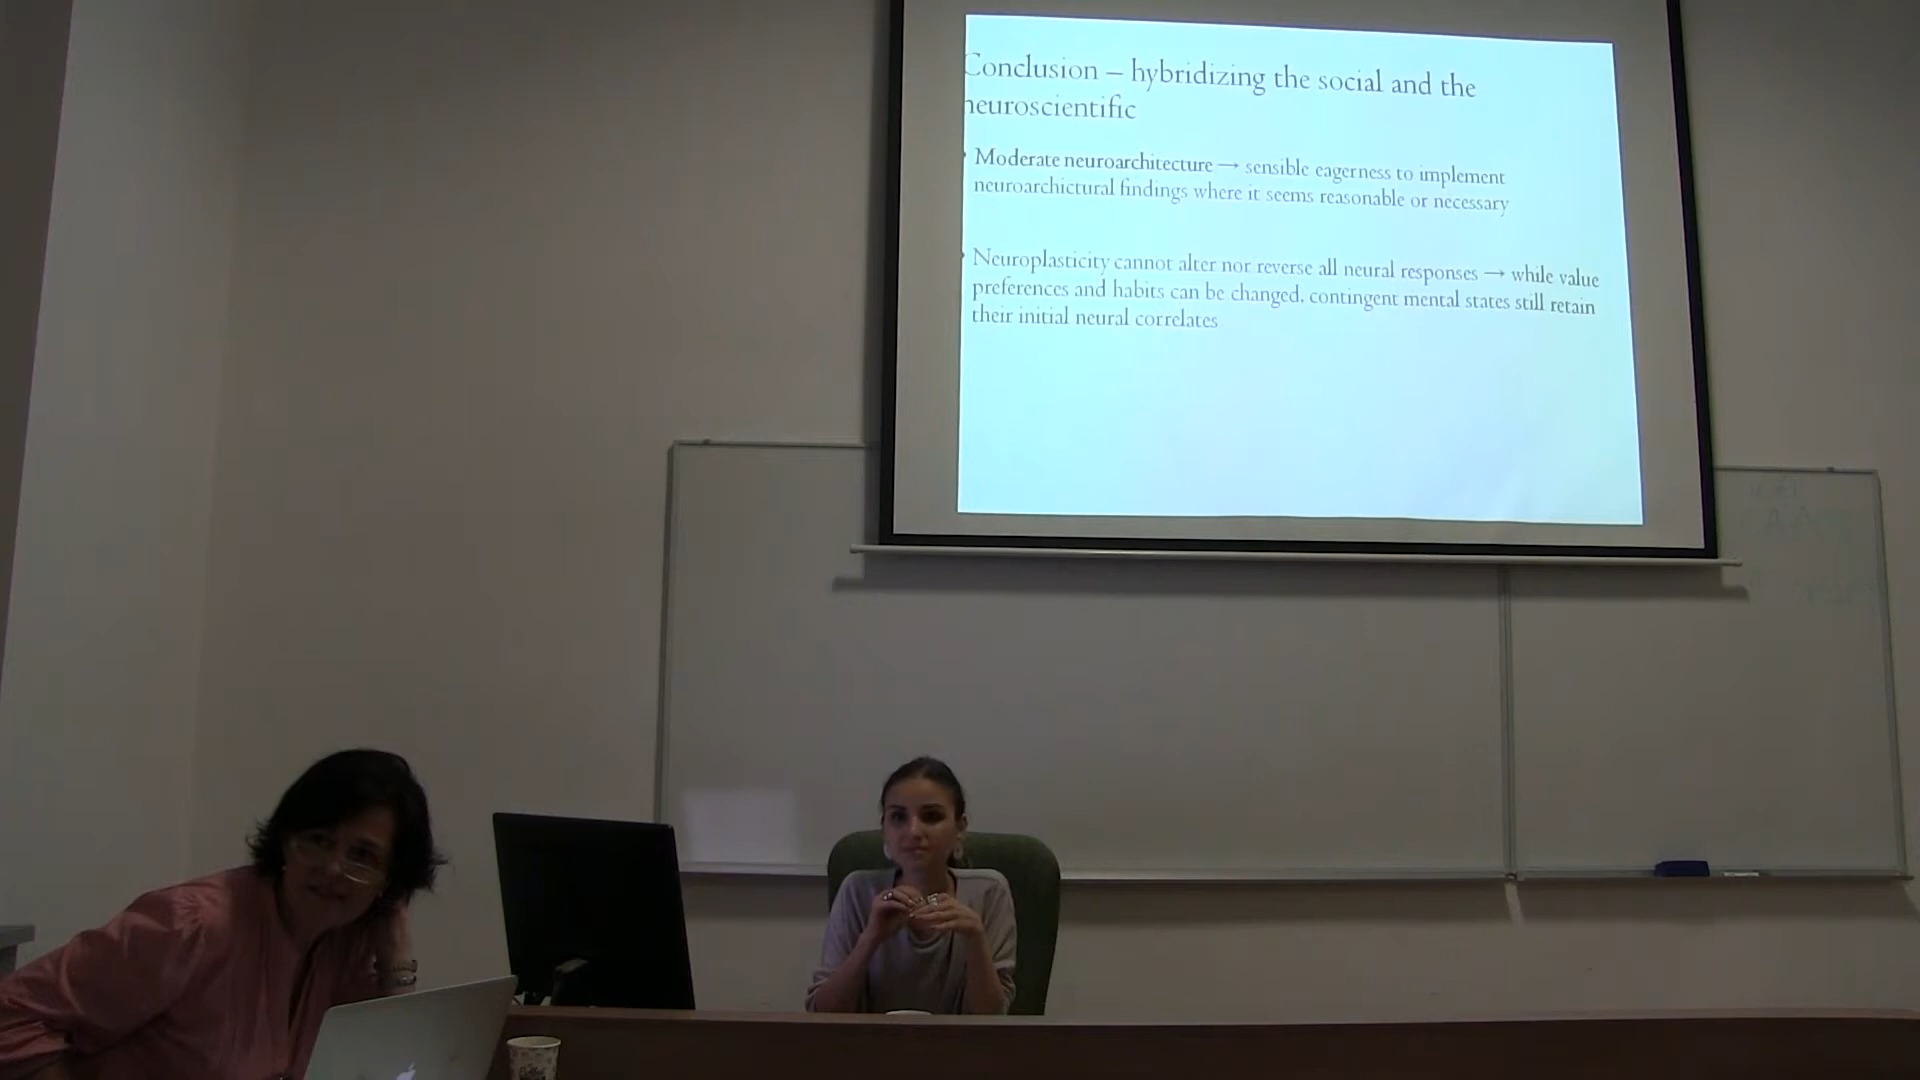 Conclusion – hybridizing the social and the
neuroscientific
• Moderate neuroarchitecture → sensible eagerness to implement
neuroarchictural findings where it seems reasonable or necessary
• Neuroplasticity cannot alter nor reverse all neural responses → while value
preferences and habits can be changed, contingent mental states still retain
their initial neural correlates